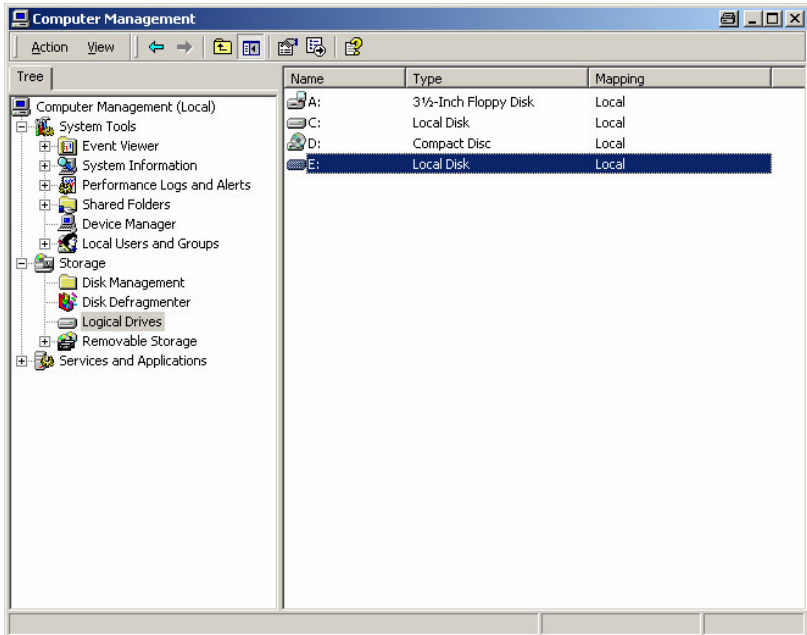 Computer Management
Action View
Tree
Computer Management (Local)
System Tools
Event Viewer
System Information
Performance Logs and Alerts
Shared Folders
Device Manager
Local Users and Groups
Storage
Disk Management
Disk Defragmenter
Logical Drives
Removable Storage
Services and Applications
Name Type Mapping
A: 3½-Inch Floppy Disk Local
C: Local Disk Local
D: Compact Disc Local
E: Local Disk Local